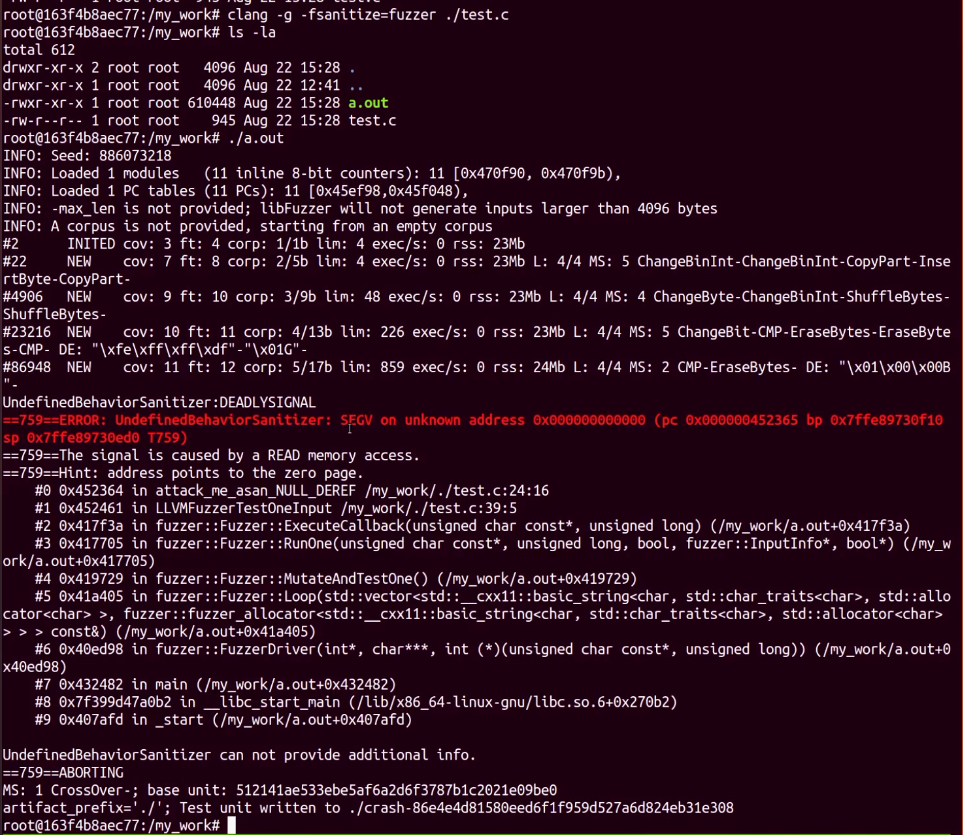 root@163f4b8aec77:/my_work# clang -g -fsanitize=fuzzer ./test.c
root@163f4b8aec77:/my_work# ls -la
total 612
drwxr-xr-x 2 root root   4096 Aug 22 15:28 .
drwxr-xr-x 1 root root   4096 Aug 22 12:41 ..
-rwxr-xr-x 1 root root 610448 Aug 22 15:28 a.out
-rw-r--r-- 1 root root    945 Aug 22 15:28 test.c
root@163f4b8aec77:/my_work# ./a.out
INFO: Seed: 886073218
INFO: Loaded 1 modules   (11 inline 8-bit counters): 11 [0x470f90, 0x470f9b),
INFO: Loaded 1 PC tables (11 PCs): 11 [0x45ef98,0x45f048),
INFO: -max_len is not provided; libFuzzer will not generate inputs larger than 4096 bytes
INFO: A corpus is not provided, starting from an empty corpus
#2      INITED cov: 3 ft: 4 corp: 1/1b lim: 4 exec/s: 0 rss: 23Mb
#22     NEW    cov: 7 ft: 8 corp: 2/5b lim: 4 exec/s: 0 rss: 23Mb L: 4/4 MS: 5 ChangeBinInt-ChangeBinInt-CopyPart-Inse
rtByte-CopyPart-
#4906   NEW    cov: 9 ft: 10 corp: 3/9b lim: 48 exec/s: 0 rss: 23Mb L: 4/4 MS: 4 ChangeByte-ChangeBinInt-ShuffleBytes-
ShuffleBytes-
#23216  NEW    cov: 10 ft: 11 corp: 4/13b lim: 226 exec/s: 0 rss: 23Mb L: 4/4 MS: 5 ChangeBit-CMP-EraseBytes-EraseByte
s-CMP- DE: "\xfe\xff\xff\xdf"-"\x01G"-
#86948  NEW    cov: 11 ft: 12 corp: 5/17b lim: 859 exec/s: 0 rss: 24Mb L: 4/4 MS: 2 CMP-EraseBytes- DE: "\x01\x00\x00B
"-
UndefinedBehaviorSanitizer:DEADLYSIGNAL
==759==ERROR: UndefinedBehaviorSanitizer: SEGV on unknown address 0x000000000000 (pc 0x000000452365 bp 0x7ffe89730f10
sp 0x7ffe89730ed0 T759)
==759==The signal is caused by a READ memory access.
==759==Hint: address points to the zero page.
    #0 0x452364 in attack_me_asan_NULL_DEREF /my_work/./test.c:24:16
    #1 0x452461 in LLVMFuzzerTestOneInput /my_work/./test.c:39:5
    #2 0x417f3a in fuzzer::Fuzzer::ExecuteCallback(unsigned char const*, unsigned long) (/my_work/a.out+0x417f3a)
    #3 0x417705 in fuzzer::Fuzzer::RunOne(unsigned char const*, unsigned long, bool, fuzzer::InputInfo*, bool*) (/my_w
ork/a.out+0x417705)
    #4 0x419729 in fuzzer::Fuzzer::MutateAndTestOne() (/my_work/a.out+0x419729)
    #5 0x41a405 in fuzzer::Fuzzer::Loop(std::vector<std::__cxx11::basic_string<char, std::char_traits<char>, std::allo
cator<char> >, fuzzer::fuzzer_allocator<std::__cxx11::basic_string<char, std::char_traits<char>, std::allocator<char>
> > > const&) (/my_work/a.out+0x41a405)
    #6 0x40ed98 in fuzzer::FuzzerDriver(int*, char***, int (*)(unsigned char const*, unsigned long)) (/my_work/a.out+0
x40ed98)
    #7 0x432482 in main (/my_work/a.out+0x432482)
    #8 0x7f399d47a0b2 in __libc_start_main (/lib/x86_64-linux-gnu/libc.so.6+0x270b2)
    #9 0x407afd in _start (/my_work/a.out+0x407afd)

UndefinedBehaviorSanitizer can not provide additional info.
==759==ABORTING
MS: 1 CrossOver-; base unit: 512141ae533ebe5af6a2d6f3787b1c2021e09be0
artifact_prefix='./'; Test unit written to ./crash-86e4e4d81580eed6f1f959d527a6d824eb31e308
root@163f4b8aec77:/my_work#